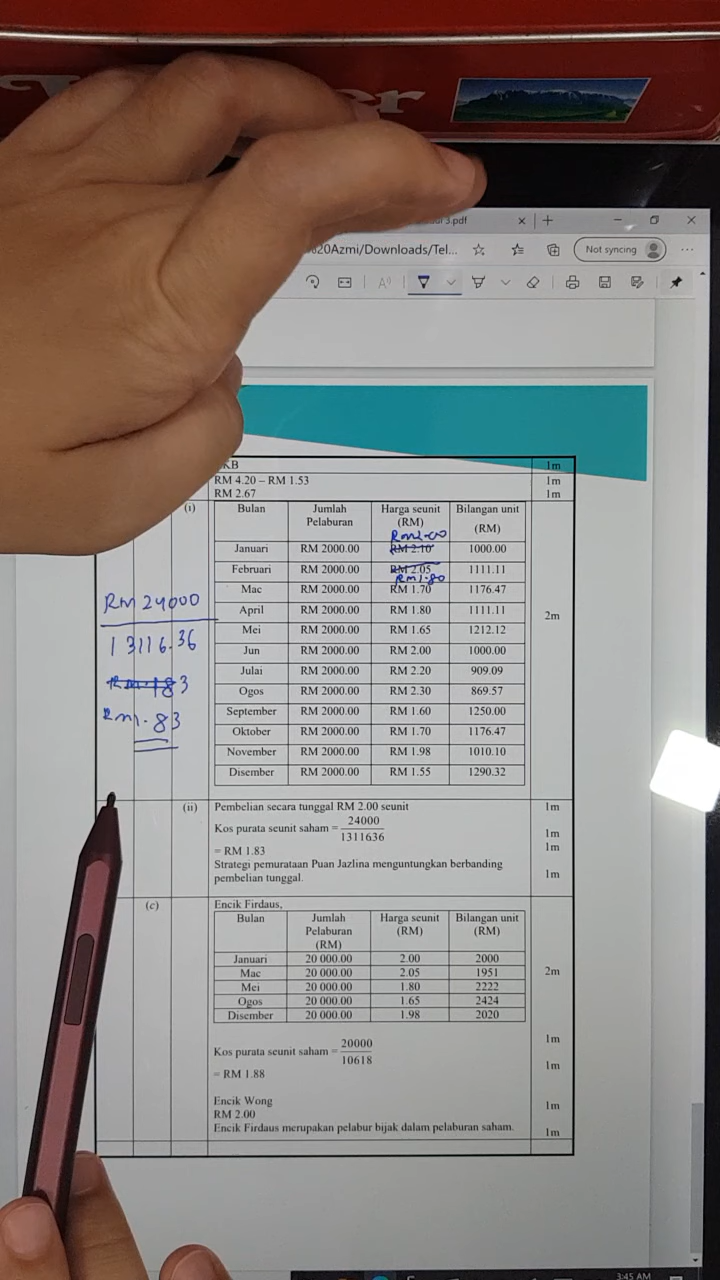 er
3.pdf
Not syncing
%20Azmi/Downloads/Tel...
KB 1m
RM 4.20 – RM 1.53 1m
RM 2.67 1m
(i) Bulan Jumlah Pelaburan Harga seunit (RM) Bilangan unit (RM) 2m
RM2.00
Januari RM 2000.00 RM 2.10 1000.00
Februari RM 2000.00 RM 2.05 1111.11
RM1.80
Mac RM 2000.00 RM 1.70 1176.47
April RM 2000.00 RM 1.80 1111.11
Mei RM 2000.00 RM 1.65 1212.12
Jun RM 2000.00 RM 2.00 1000.00
Julai RM 2000.00 RM 2.20 909.09
Ogos RM 2000.00 RM 2.30 869.57
September RM 2000.00 RM 1.60 1250.00
Oktober RM 2000.00 RM 1.70 1176.47
November RM 2000.00 RM 1.98 1010.10
Disember RM 2000.00 RM 1.55 1290.32
RM 24000
13116.36
RM1.83
(ii) Pembelian secara tunggal RM 2.00 seunit 1m
Kos purata seunit saham = 24000 / 1311636 1m
= RM 1.83 1m
Strategi pemurataan Puan Jazlina menguntungkan berbanding
pembelian tunggal. 1m
(c) Encik Firdaus,
Bulan Jumlah Pelaburan (RM) Harga seunit (RM) Bilangan unit (RM) 2m
Januari 20 000.00 2.00 2000
Mac 20 000.00 2.05 1951
Mei 20 000.00 1.80 2222
Ogos 20 000.00 1.65 2424
Disember 20 000.00 1.98 2020
Kos purata seunit saham = 20000 / 10618 1m
= RM 1.88 1m
Encik Wong
RM 2.00 1m
Encik Firdaus merupakan pelabur bijak dalam pelaburan saham. 1m
3:45 AM